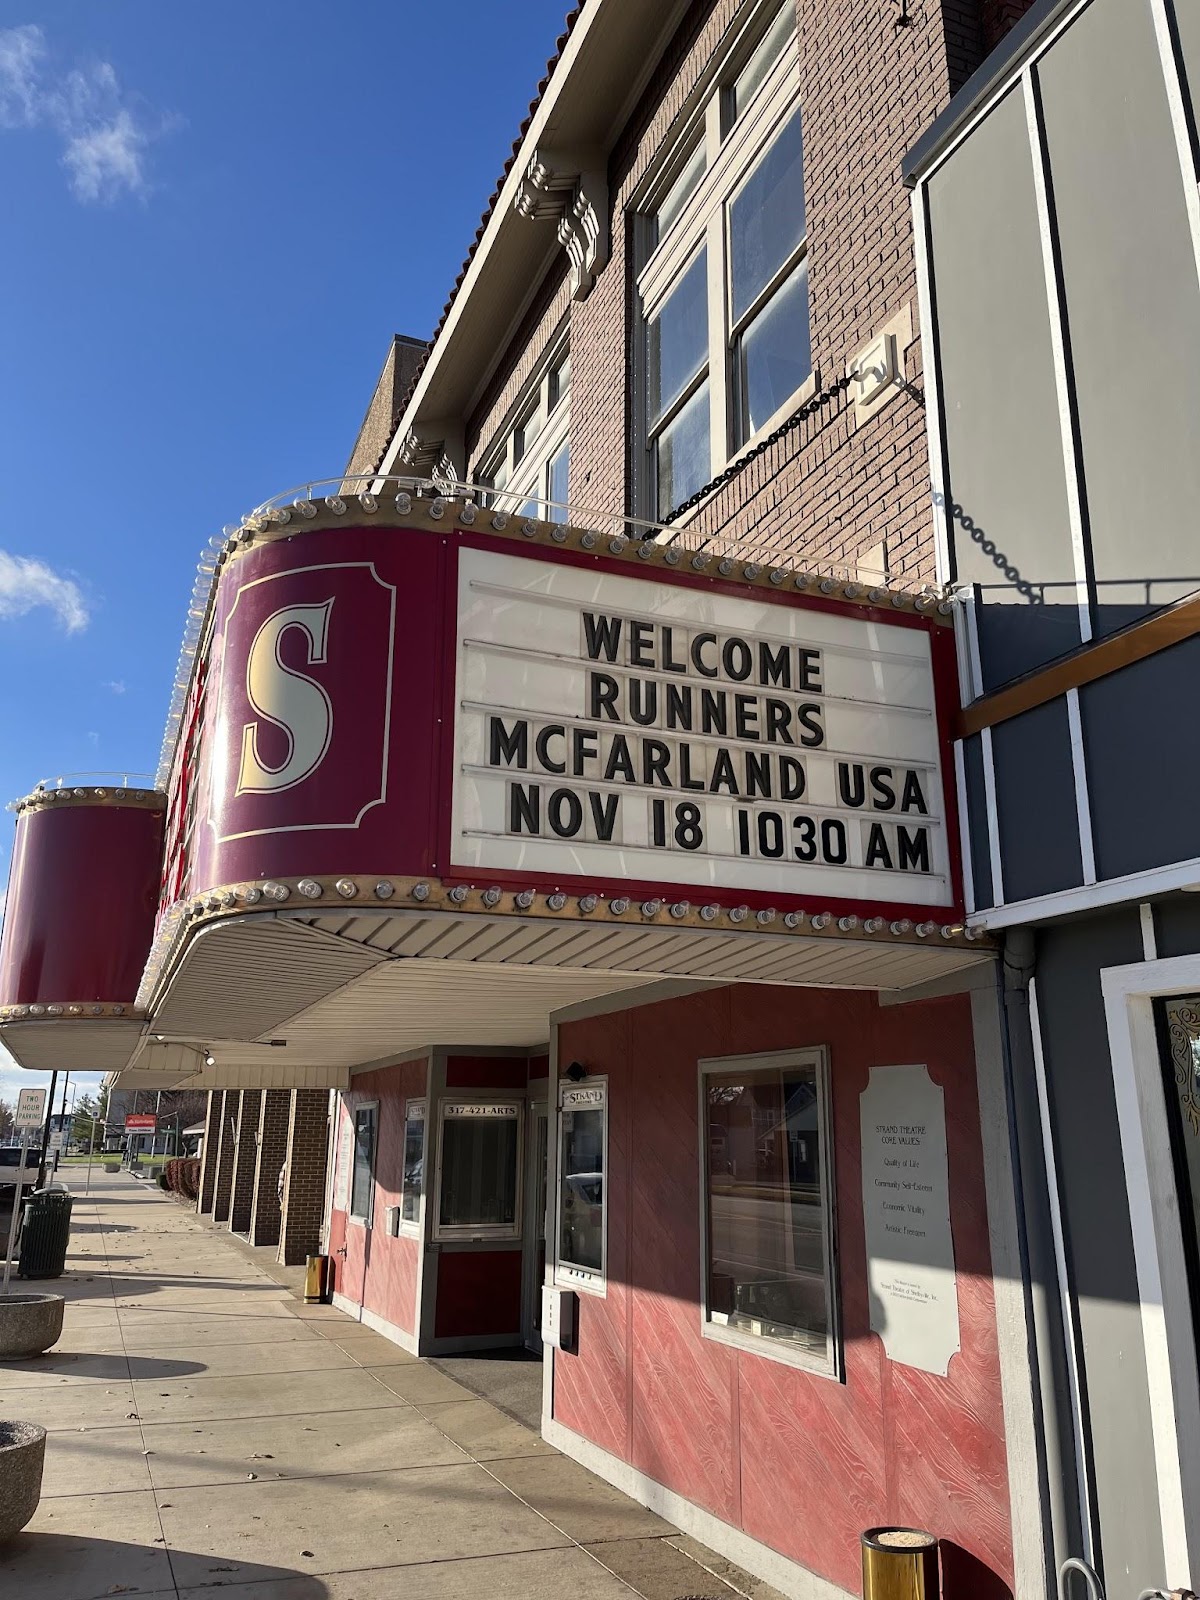 S
WELCOME
RUNNERS
MCFARLAND USA
NOV 18 1030 AM
TWO
HOUR
PARKING
STRAND
317-421-ARTS
STRAND
STRAND THEATRE
CORE VALUES
Quality of Life
Community Self-Esteem
Economic Vitality
Artistic Freedom